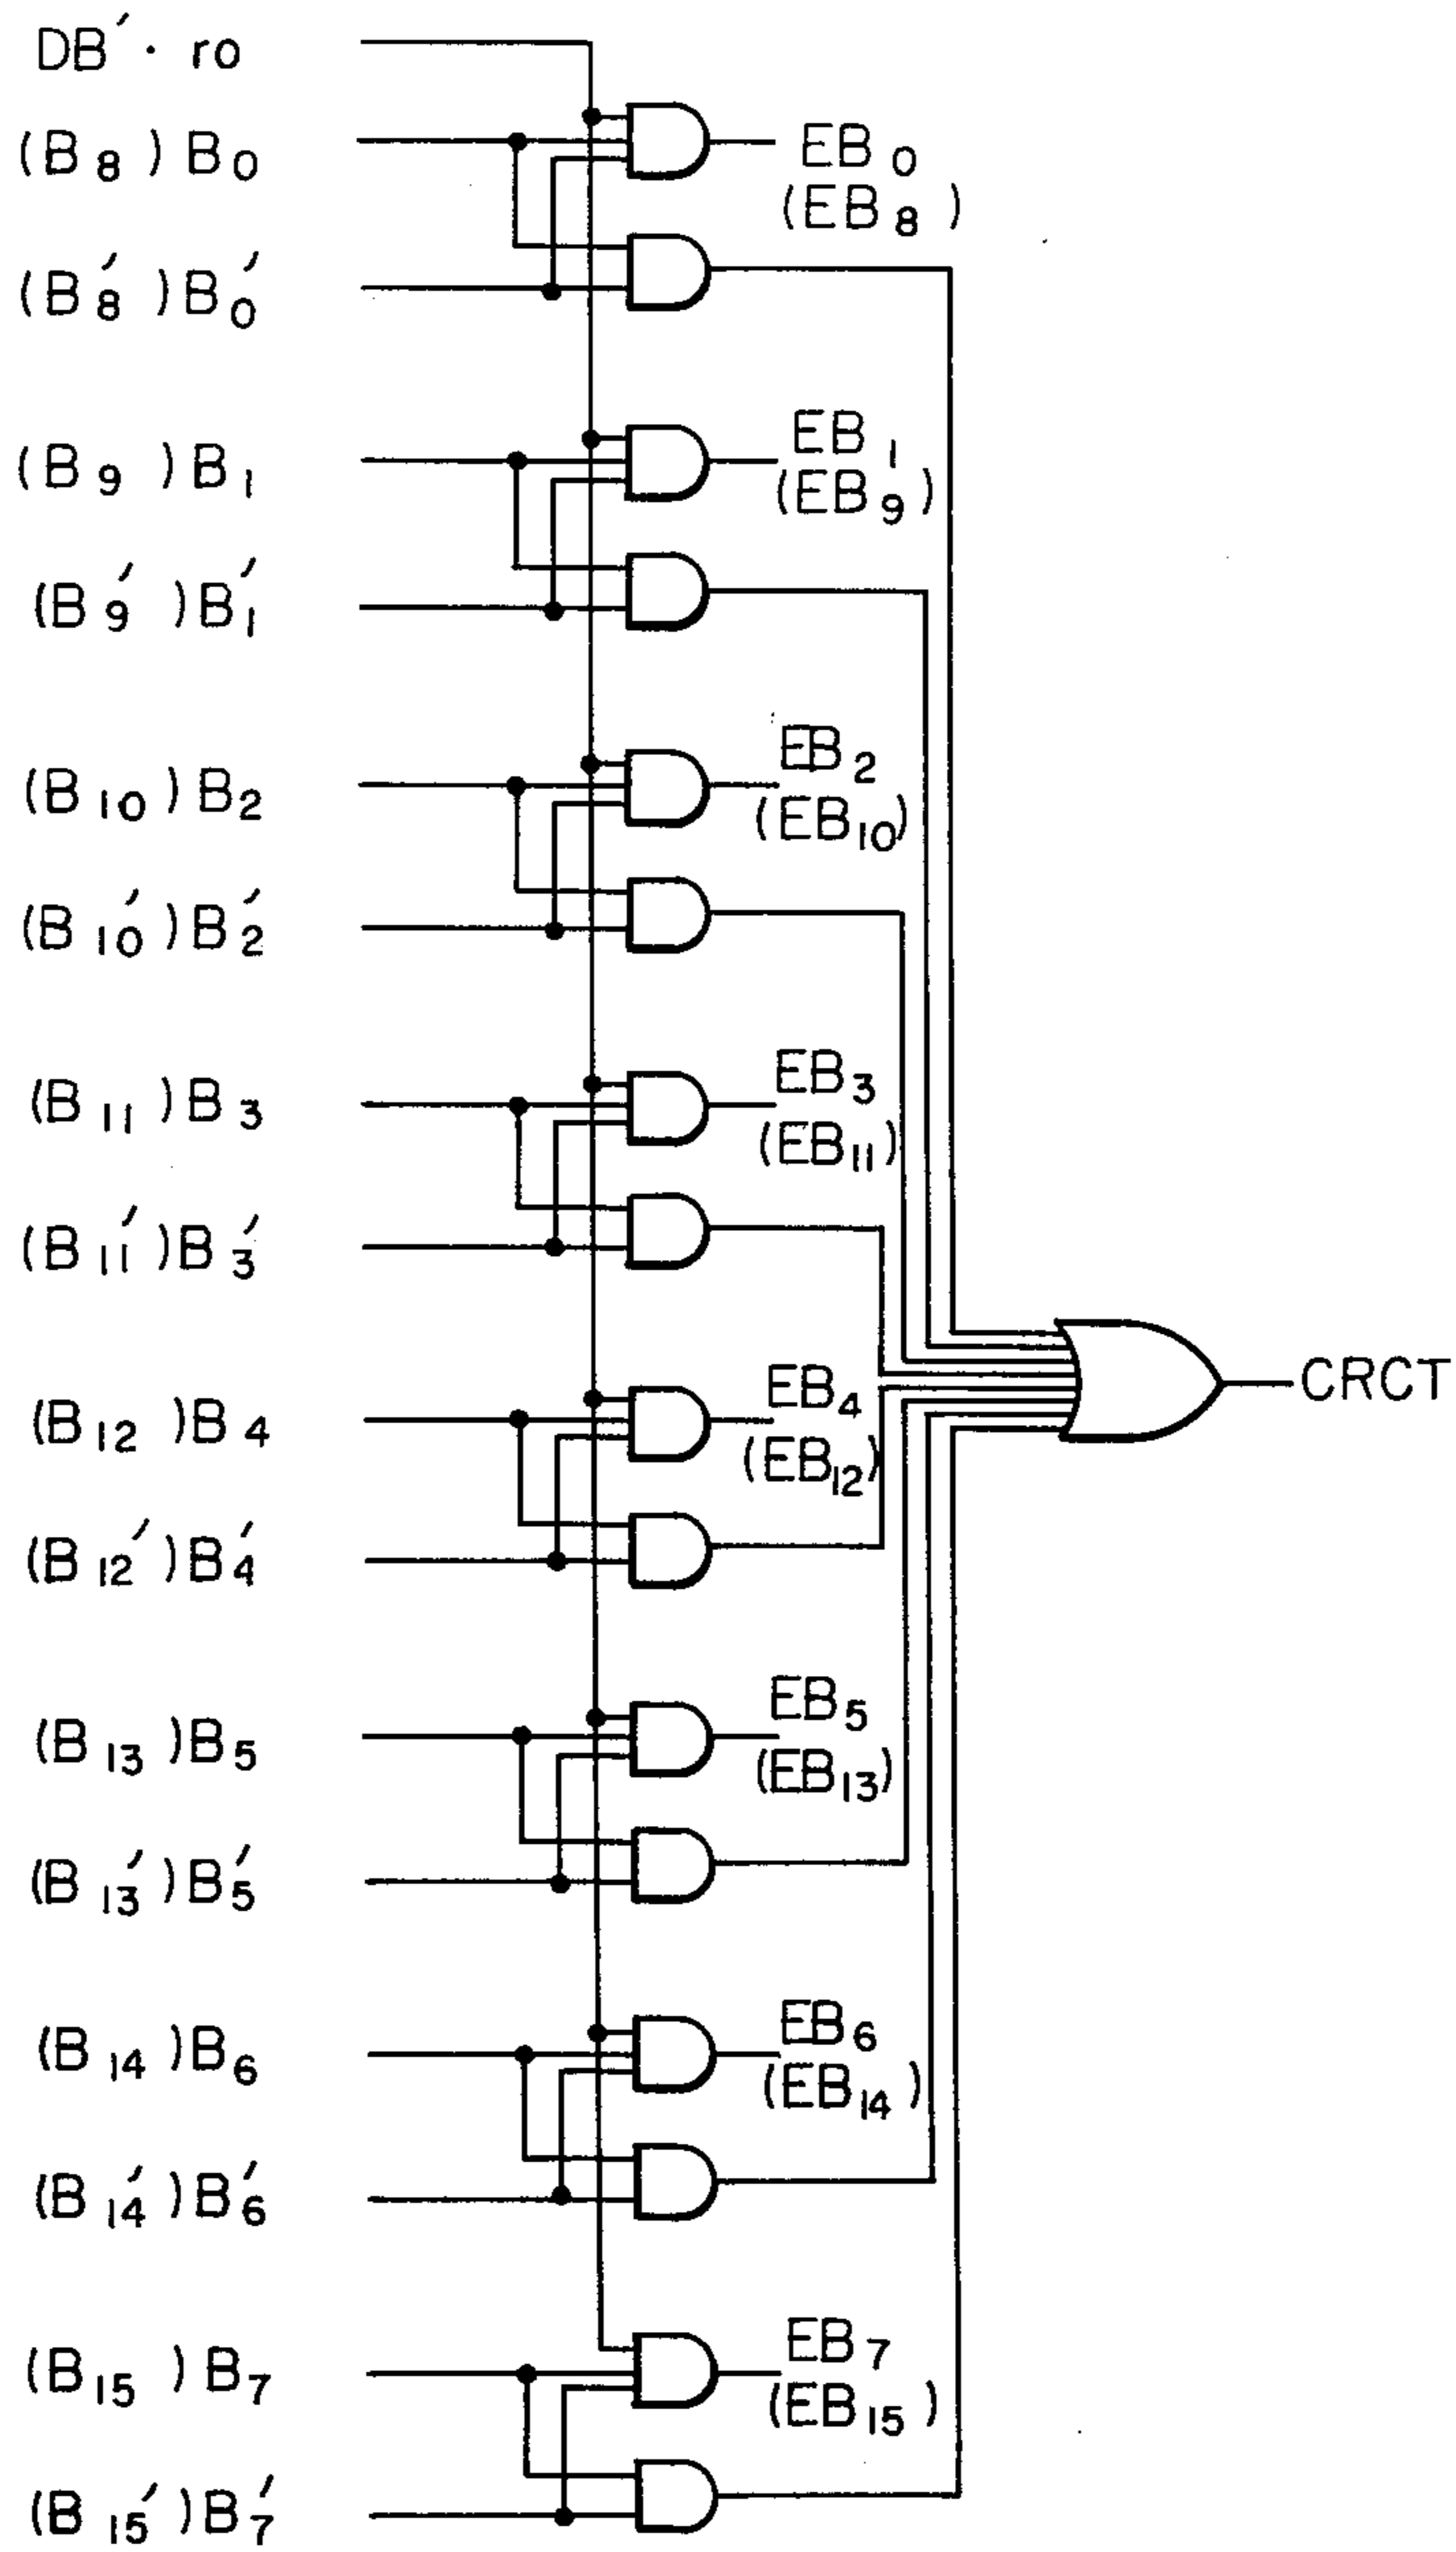 DB′ · ro
(B₈) B₀
EB₀
(EB₈)
(B₈′) B₀′
(B₉) B₁
EB₁
(EB₉)
(B₉′) B₁′
(B₁₀) B₂
EB₂
(EB₁₀)
(B₁₀′) B₂′
(B₁₁) B₃
EB₃
(EB₁₁)
(B₁₁′) B₃′
CRCT
(B₁₂) B₄
EB₄
(EB₁₂)
(B₁₂′) B₄′
(B₁₃) B₅
EB₅
(EB₁₃)
(B₁₃′) B₅′
(B₁₄) B₆
EB₆
(EB₁₄)
(B₁₄′) B₆′
(B₁₅) B₇
EB₇
(EB₁₅)
(B₁₅′) B₇′